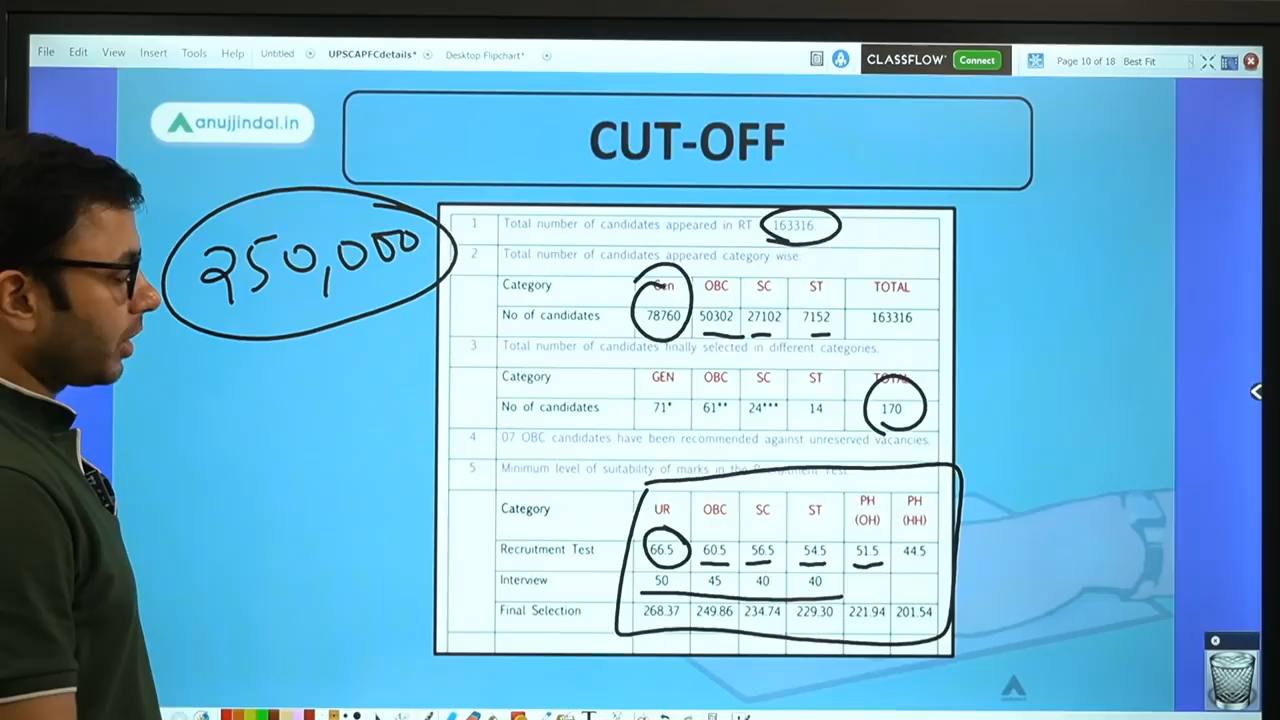 File Edit View Insert Tools Help Untitled UPSCAPFCdetails* Desktop Flipchart* CLASSFLOW Connect Page 10 of 18 Best Fit
anujjindal.in
CUT-OFF
250,000
1 Total number of candidates appeared in RT 163316.
2 Total number of candidates appeared category wise:
Category Gen OBC SC ST TOTAL
No of candidates 78760 50302 27102 7152 163316
3 Total number of candidates finally selected in different categories.
Category GEN OBC SC ST TOTAL
No of candidates 71* 61** 24*** 14 170
4 07 OBC candidates have been recommended against unreserved vacancies.
5 Minimum level of suitability of marks in the Recruitment Test.
Category UR OBC SC ST PH (OH) PH (HH)
Recruitment Test 66.5 60.5 56.5 54.5 51.5 44.5
Interview 50 45 40 40
Final Selection 268.37 249.86 234.74 229.30 221.94 201.54